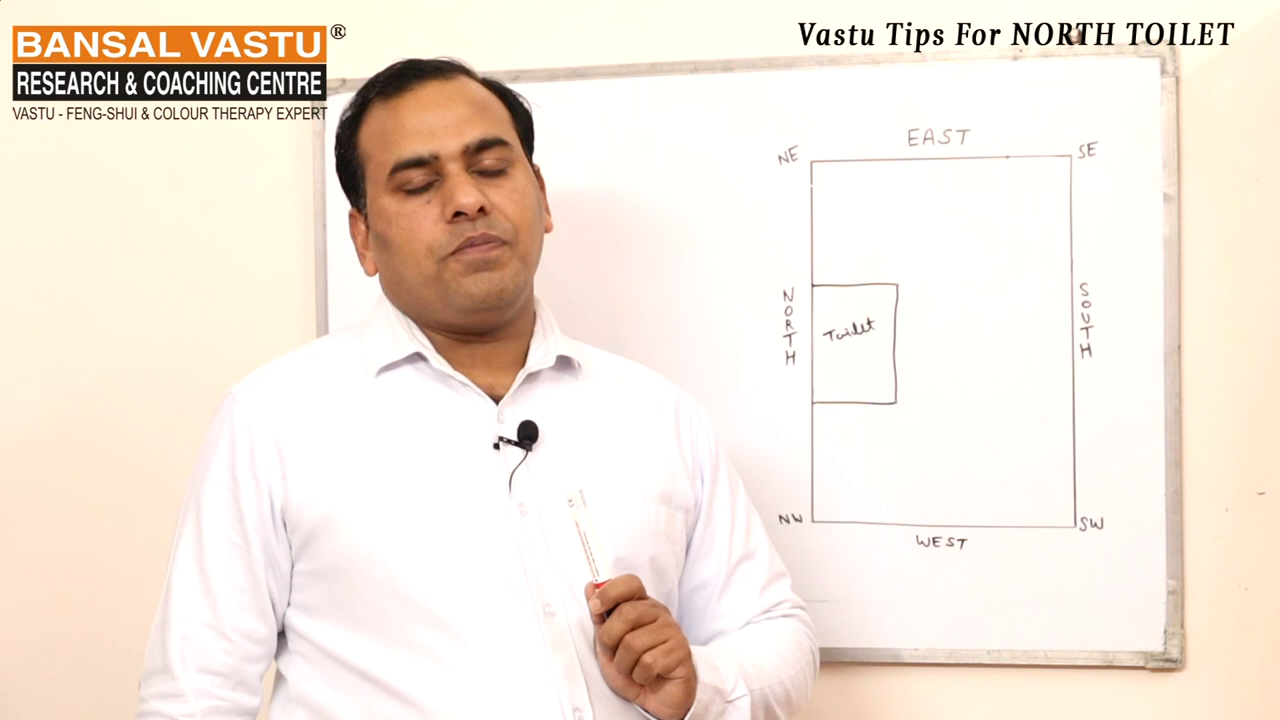 BANSAL VASTU®
RESEARCH & COACHING CENTRE
VASTU - FENG-SHUI & COLOUR THERAPY EXPERT
Vastu Tips For NORTH TOILET
EAST
NE
SE
NORTH
Toilet
SOUTH
NW
SW
WEST